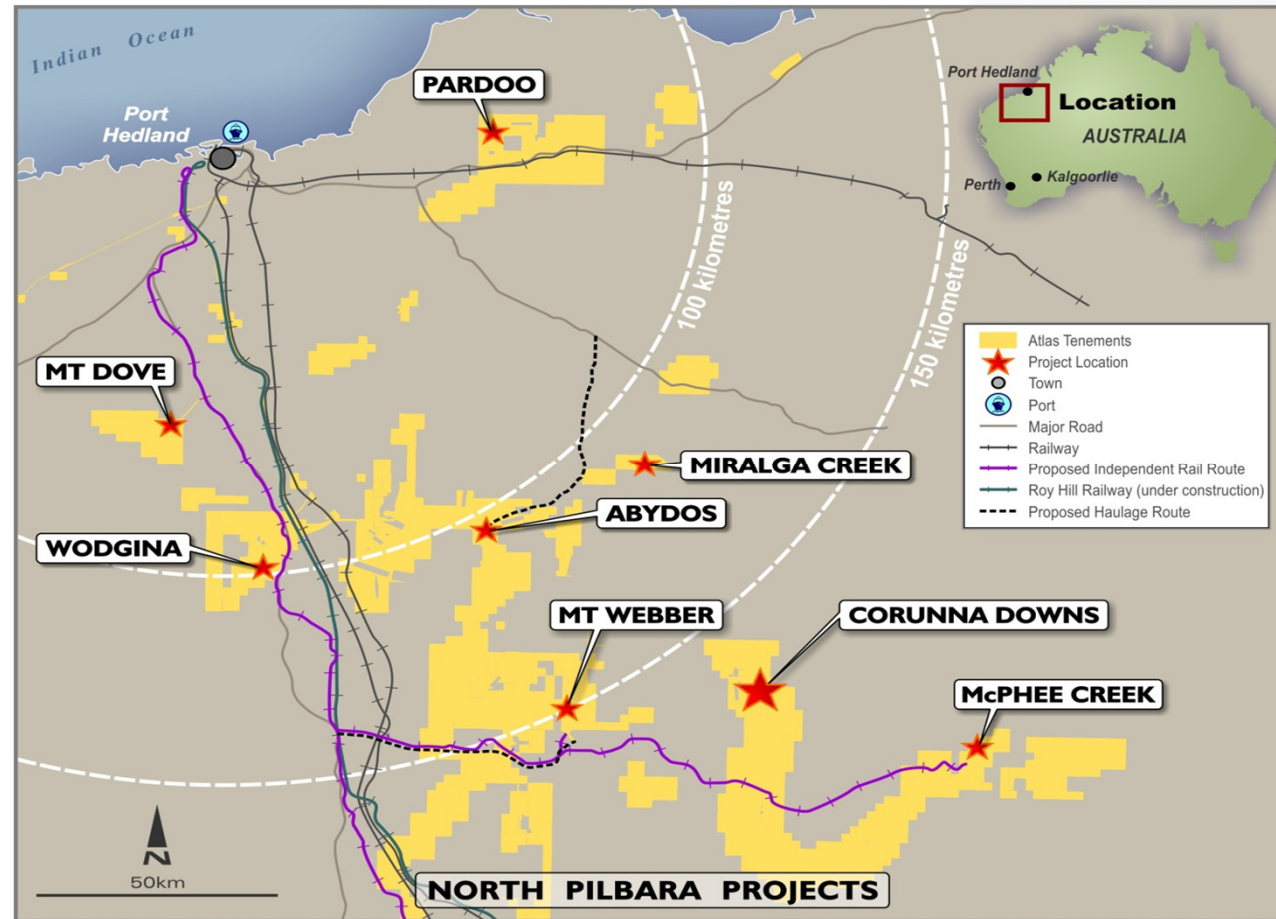 Indian Ocean
Port
Hedland
PARDOO
100 kilometres
150 kilometres
MT DOVE
WODGINA
MIRALGA CREEK
ABYDOS
MT WEBBER
CORUNNA DOWNS
McPHEE CREEK
N
50km
NORTH PILBARA PROJECTS
Port Hedland
Location
AUSTRALIA
Perth
Kalgoorlie
Atlas Tenements
Project Location
Town
Port
Major Road
Railway
Proposed Independent Rail Route
Roy Hill Railway (under construction)
Proposed Haulage Route